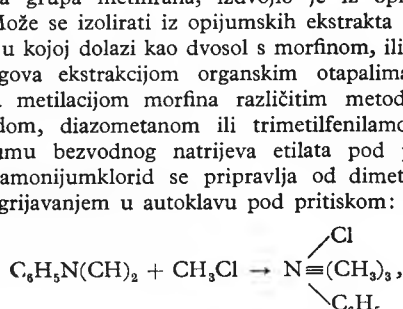 grupa metilirana, izdvojio je iz opi
Može se izolirati iz opijumskih ekstrakta
u kojoj dolazi kao dvosol s morfinom, ili
gova ekstrakcijom organskim otapalima
metilacijom morfina različitim metod
dom, diazometanom ili trimetilfenilamo
umu bezvodnog natrijeva etilata pod
amonijumklorid se pripravlja od dimet
grijavanjem u autoklavu pod pritiskom:
Cl
C₆H₅N(CH)₂ + CH₃Cl → N≡(CH₃)₃,
C₆H₅